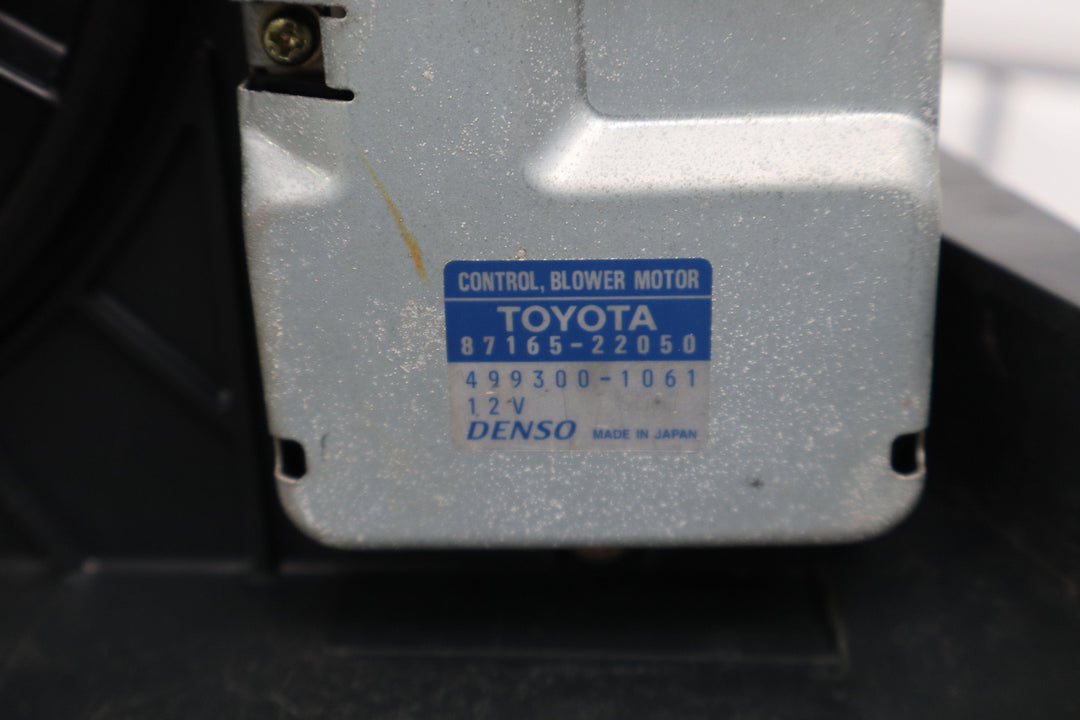 CONTROL, BLOWER MOTOR
TOYOTA
87165-22050
499300-1061
12V
DENSO MADE IN JAPAN